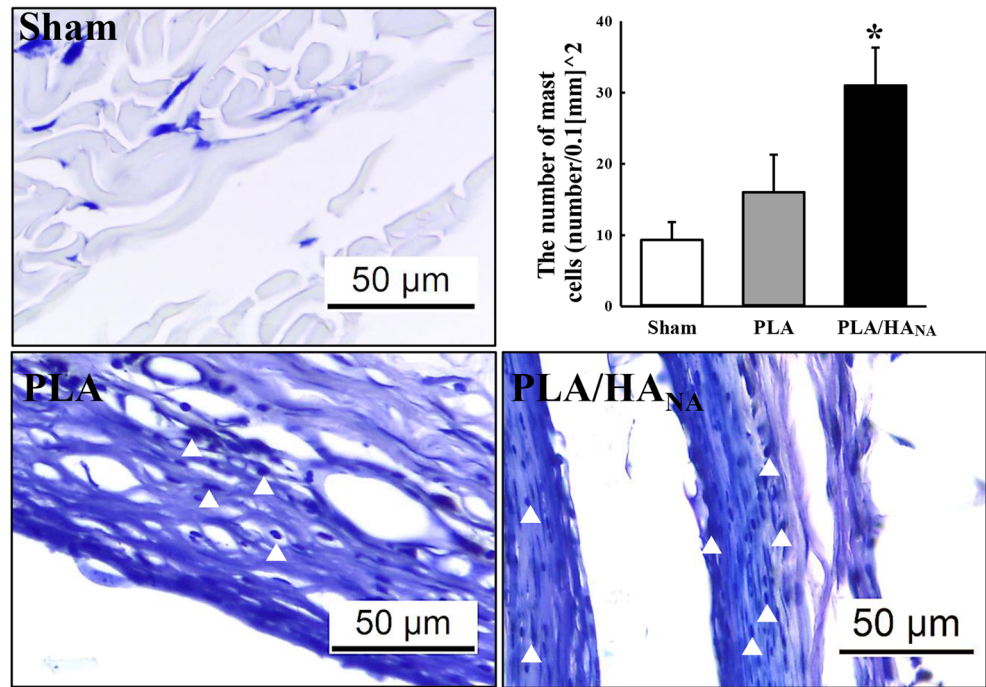 Sham
50 µm
The number of mast
cells (number/0.1[mm]^2
40
30
20
10
0
*
Sham
PLA
PLA/HANA
PLA
50 µm
PLA/HANA
50 µm